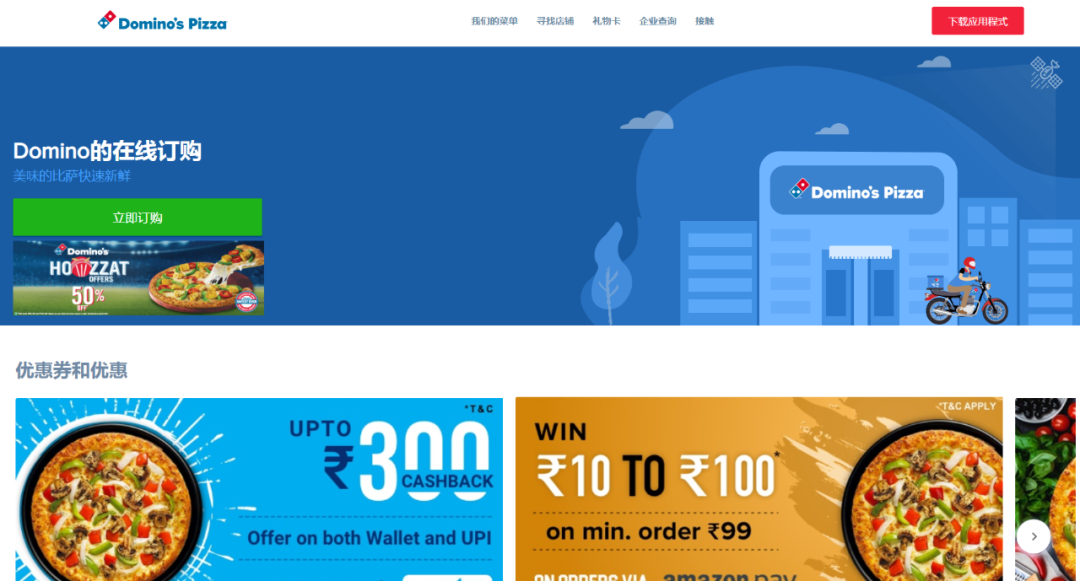 Domino's Pizza
我们的菜单 寻找店铺 礼物卡 企业查询 接触
下载应用程式
Domino's Pizza
Domino的在线订购
美味的比萨快速新鲜
立即订购
Domino's
HOWZZAT
OFFERS
50%
OFF
优惠券和优惠
*T&C
UPTO
₹300
CASHBACK
Offer on both Wallet and UPI
*T&C APPLY
WIN
₹10 TO ₹100*
on min. order ₹99
ON ORDERS VIA amazon pay